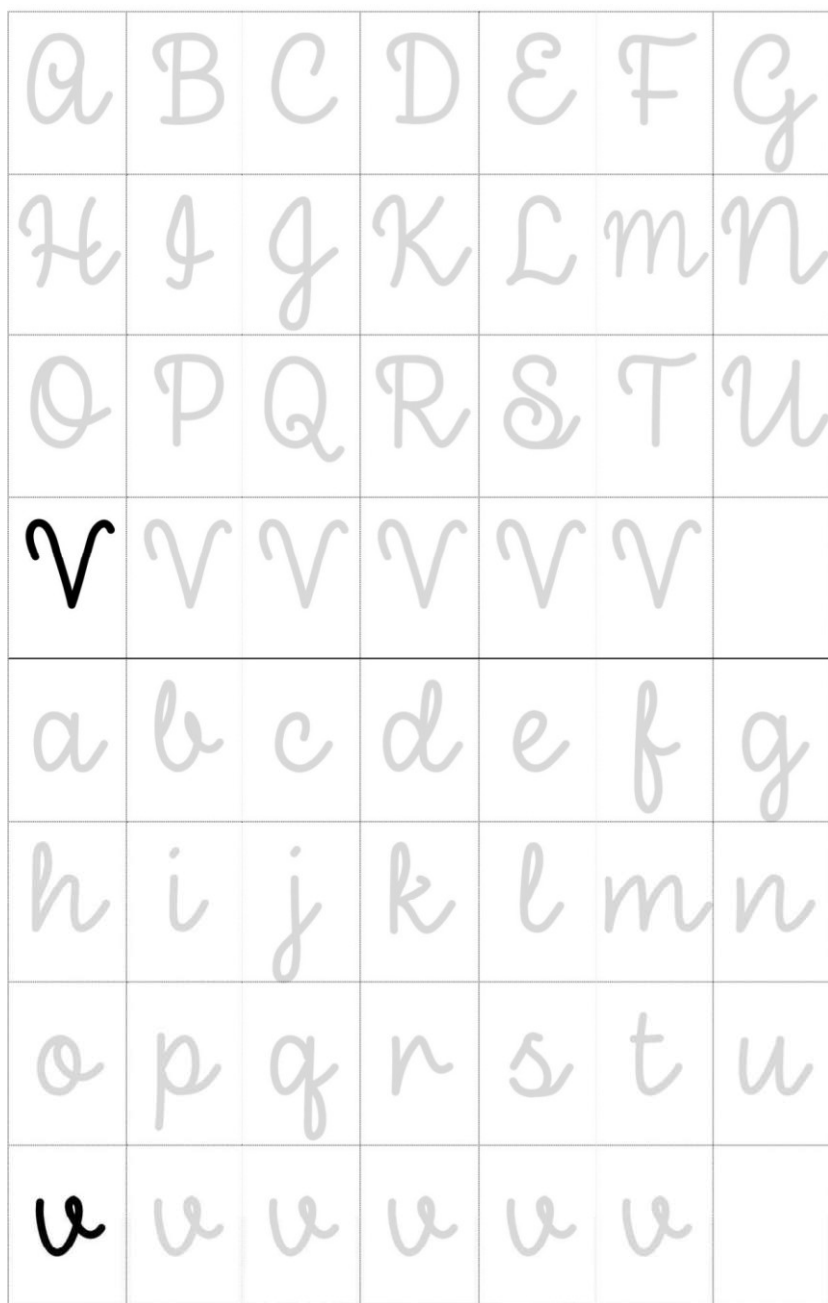 A B C D E F G
H I J K L M N
O P Q R S T U
V V V V V V
a b c d e f g
h i j k l m n
o p q r s t u
v v v v v v